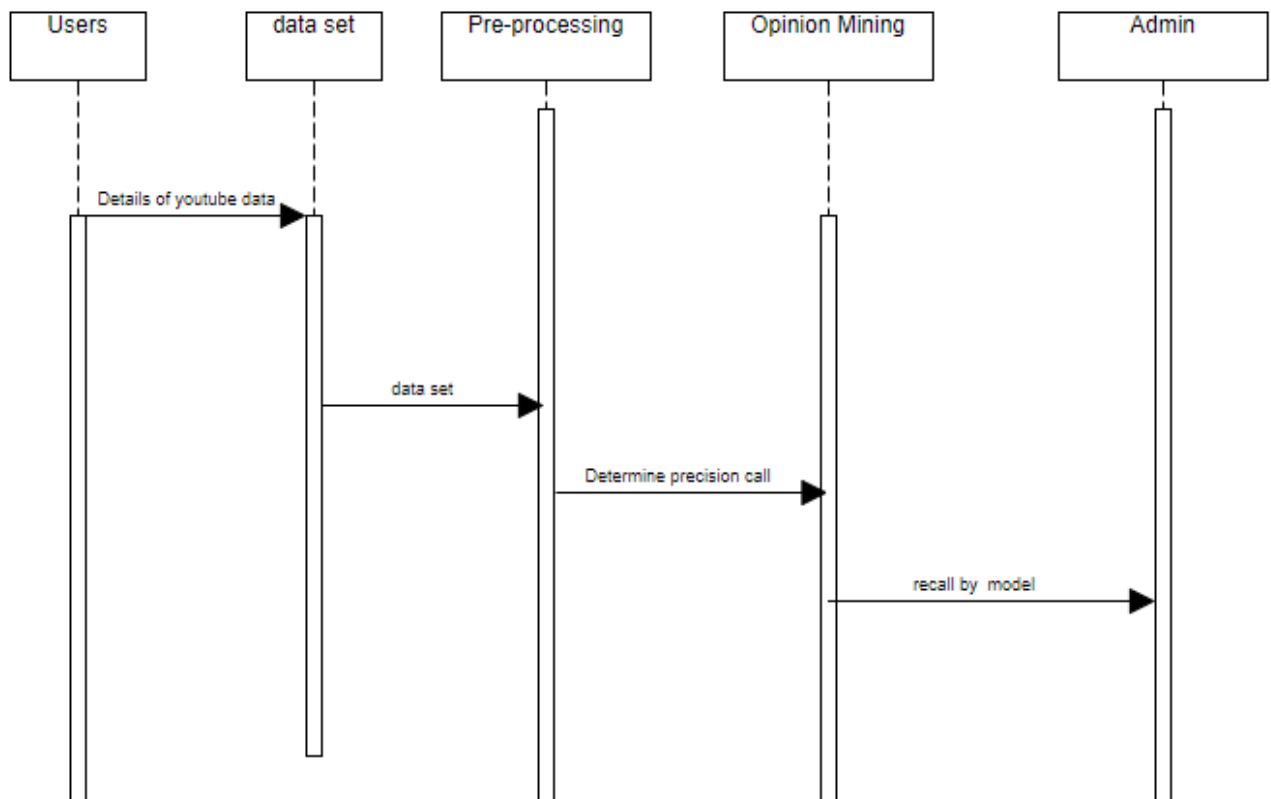 Users
data set
Pre-processing
Opinion Mining
Admin
Details of youtube data
data set
Determine precision call
recall by  model